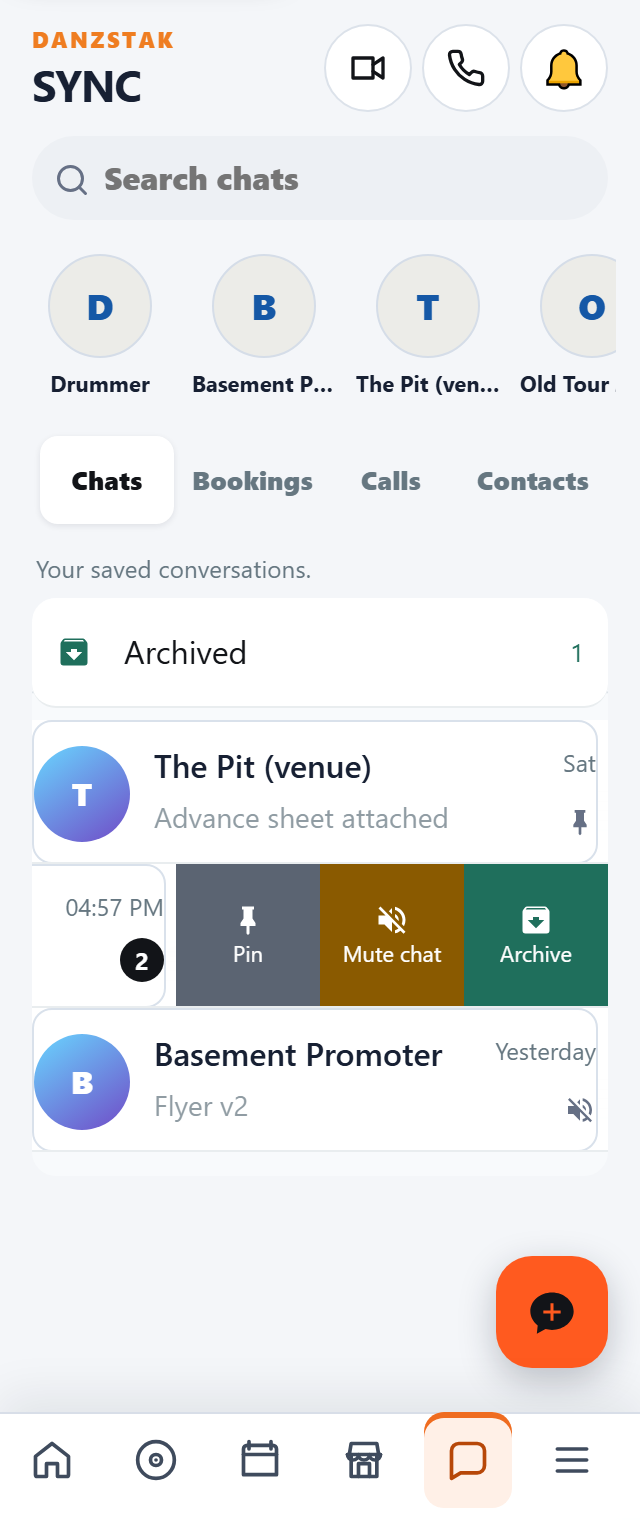 DANZSTAK
SYNC
Search chats
D
B
T
O
Drummer
Basement P...
The Pit (ven...
Old Tour
Chats
Bookings
Calls
Contacts
Your saved conversations.
Archived
1
T
The Pit (venue)
Sat
Advance sheet attached
04:57 PM
2
Pin
Mute chat
Archive
B
Basement Promoter
Yesterday
Flyer v2